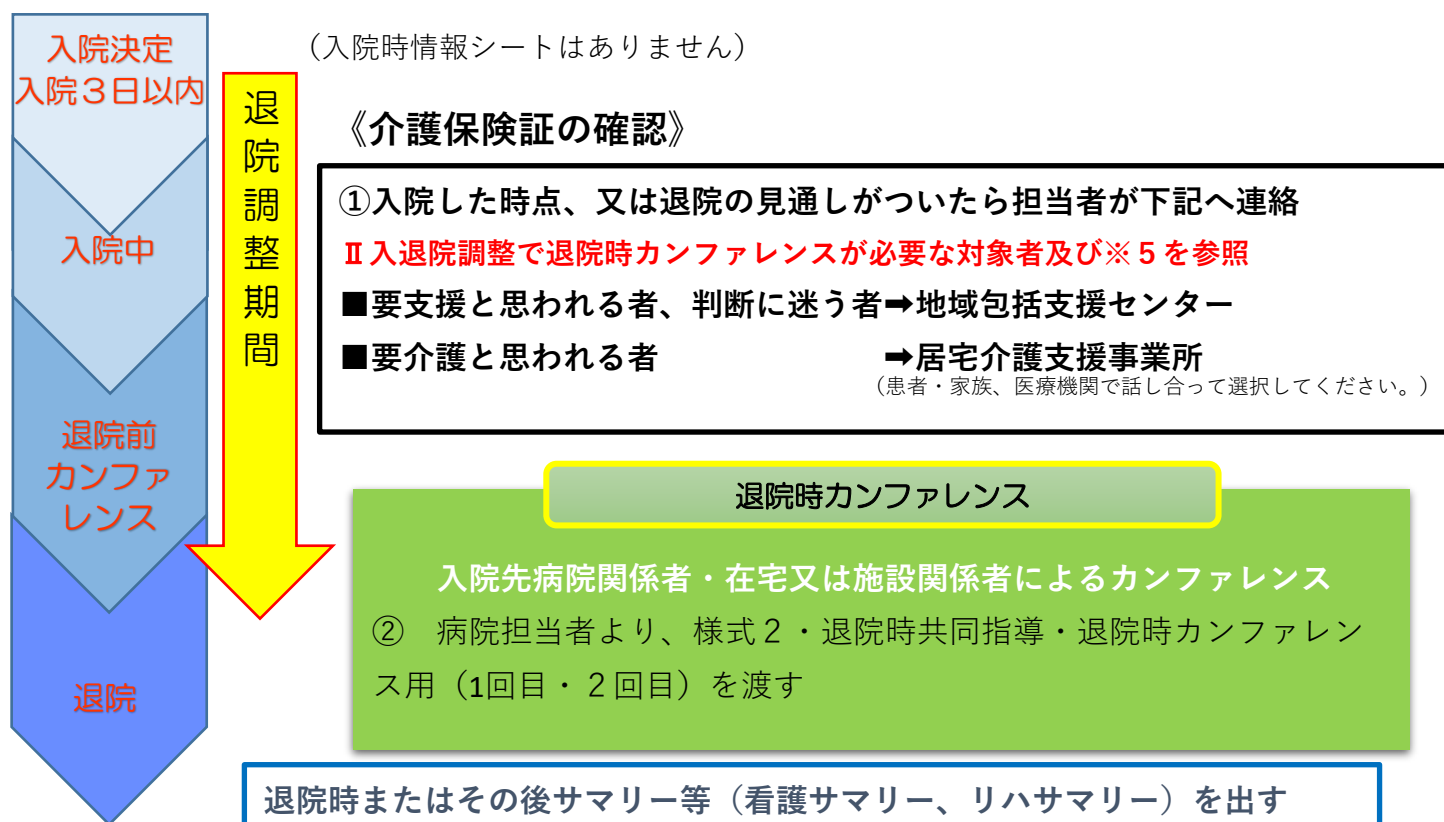 入院決定
入院３日以内
入院中
退院前
カンファ
レンス
退院
退院調整期間
（入院時情報シートはありません）
《介護保険証の確認》
①入院した時点、又は退院の見通しがついたら担当者が下記へ連絡
Ⅱ入退院調整で退院時カンファレンスが必要な対象者及び※５を参照
■要支援と思われる者、判断に迷う者➡地域包括支援センター
■要介護と思われる者　　　　　　　➡居宅介護支援事業所
（患者・家族、医療機関で話し合って選択してください。）
退院時カンファレンス
入院先病院関係者・在宅又は施設関係者によるカンファレンス
②　病院担当者より、様式２・退院時共同指導・退院時カンファレン
ス用（1回目・２回目）を渡す
退院時またはその後サマリー等（看護サマリー、リハサマリー）を出す